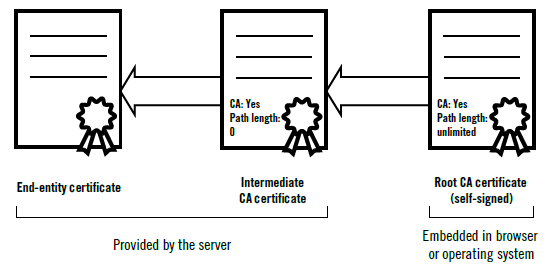 CA: Yes
Path length:
0
CA: Yes
Path length:
unlimited
End-entity certificate
Intermediate
CA certificate
Root CA certificate
(self-signed)
Provided by the server
Embedded in browser
or operating system